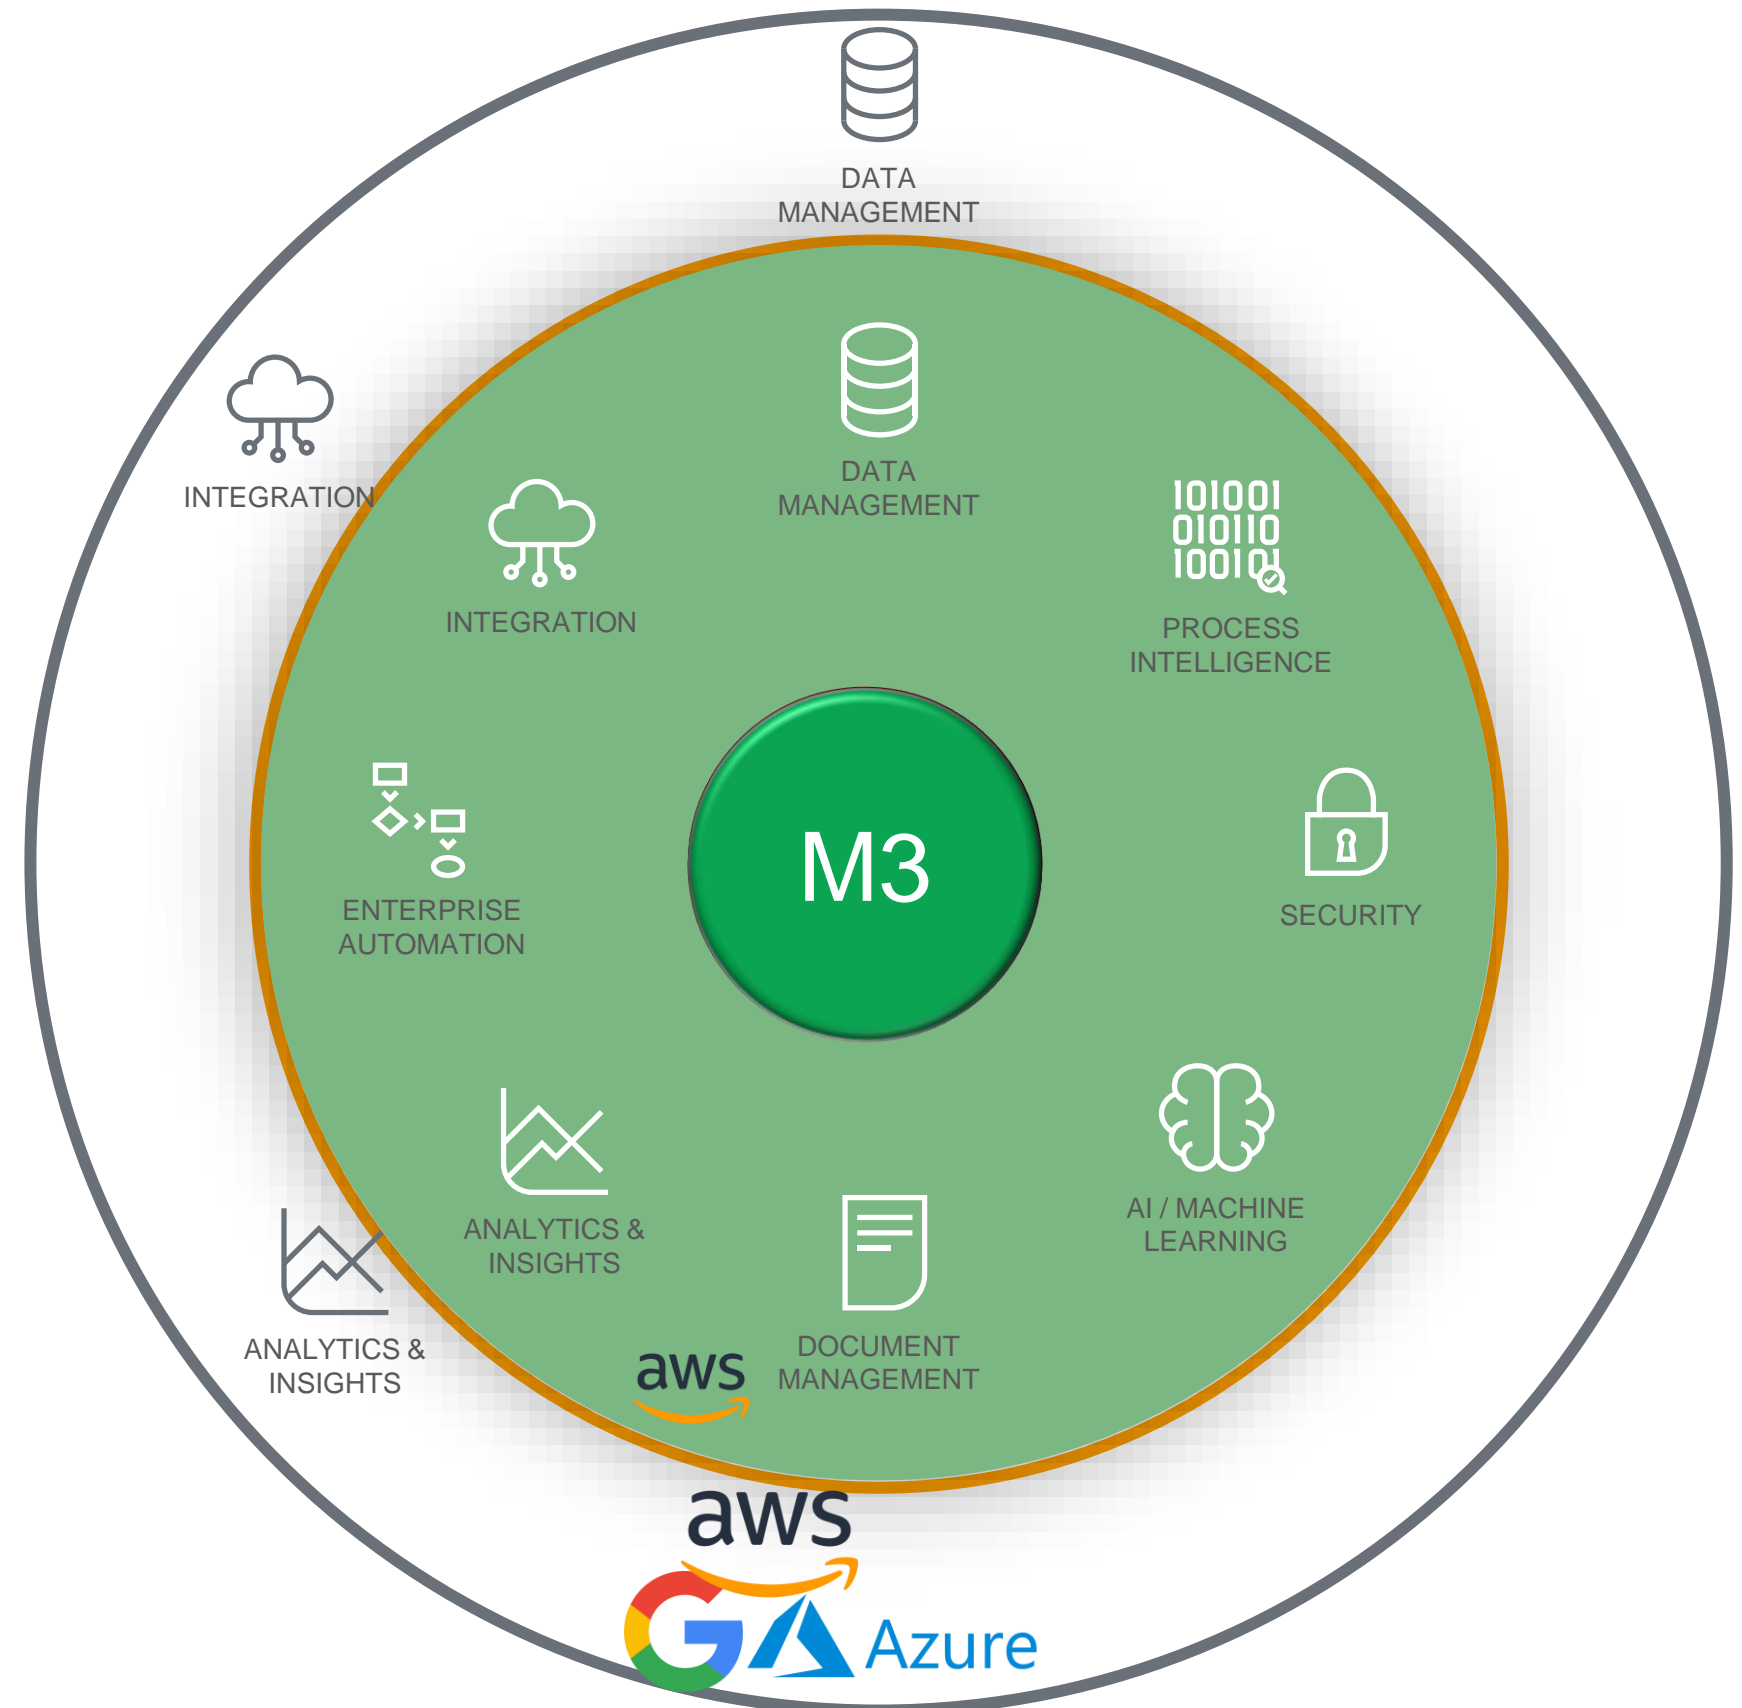 DATA
MANAGEMENT
INTEGRATION
DATA
MANAGEMENT
101001
010110
100101
INTEGRATION
PROCESS
INTELLIGENCE
M3
ENTERPRISE
AUTOMATION
SECURITY
ANALYTICS &
INSIGHTS
AI / MACHINE
LEARNING
ANALYTICS &
INSIGHTS
DOCUMENT
MANAGEMENT
aws
aws
G
Azure